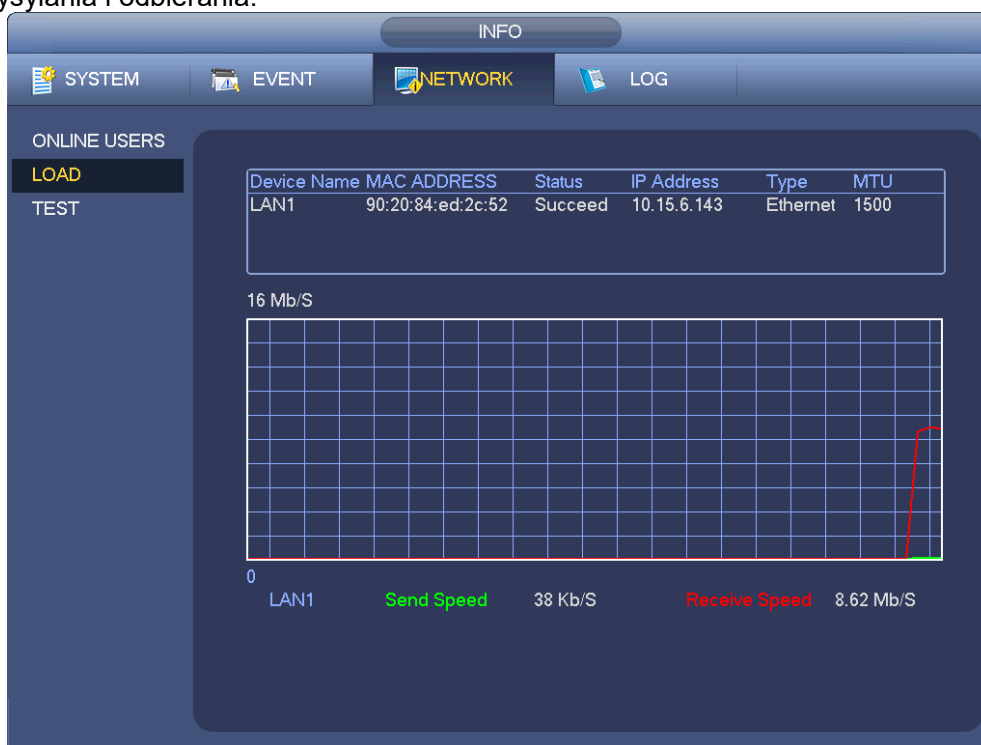 i odbierania.
INFO
SYSTEM EVENT NETWORK LOG
ONLINE USERS
LOAD
TEST
Device Name MAC ADDRESS Status IP Address Type MTU
LAN1 90:20:84:ed:2c:52 Succeed 10.15.6.143 Ethernet 1500
16 Mb/S
0
LAN1 Send Speed 38 Kb/S Receive Speed 8.62 Mb/S